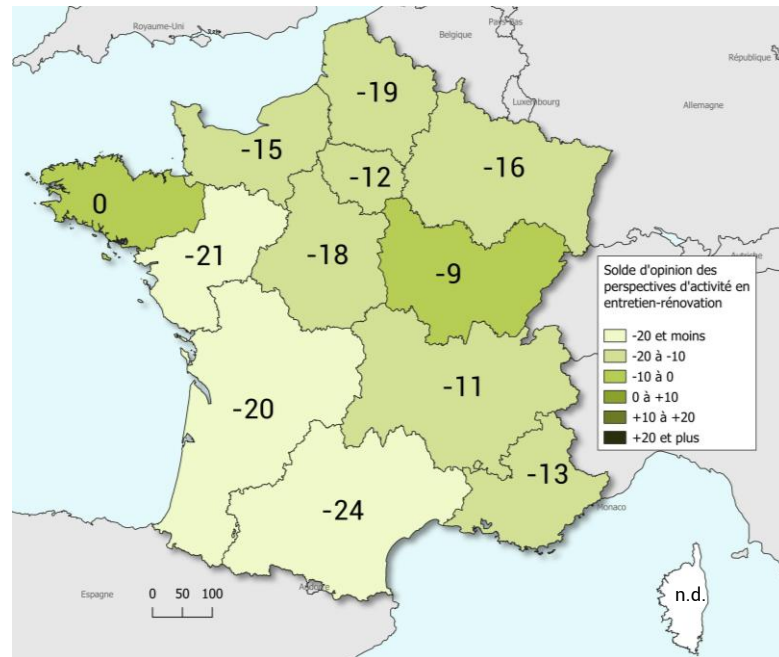 Royaume-Uni
Pays-Bas
Belgique
République
Luxembourg
Allemagne
-19
-15
-12
-16
0
-21
-18
-9
Solde d'opinion des
perspectives d'activité en
entretien-rénovation
-20 et moins
-20 à -10
-10 à 0
0 à +10
+10 à +20
+20 et plus
-20
-11
-13
-24
Monaco
Espagne
Andorre
n.d.
0 50 100